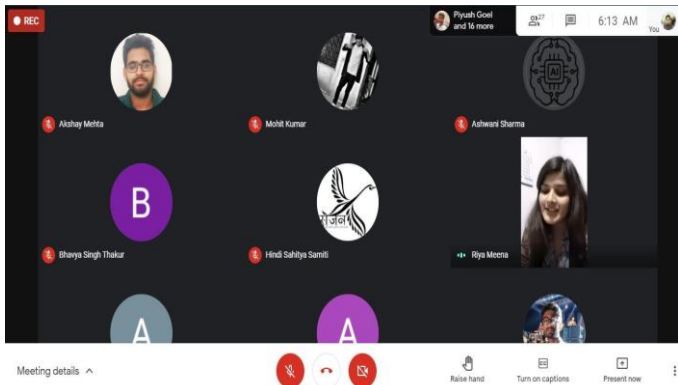 REC
Piyush Goel
and 16 more
27
6:13 AM
You
Akshay Mehta
Mohit Kumar
AI
Ashwani Sharma
B
Bhavya Singh Thakur
Hindi Sahitya Samiti
Riya Meena
A
A
Meeting details
Raise hand
CC
Turn on captions
Present now